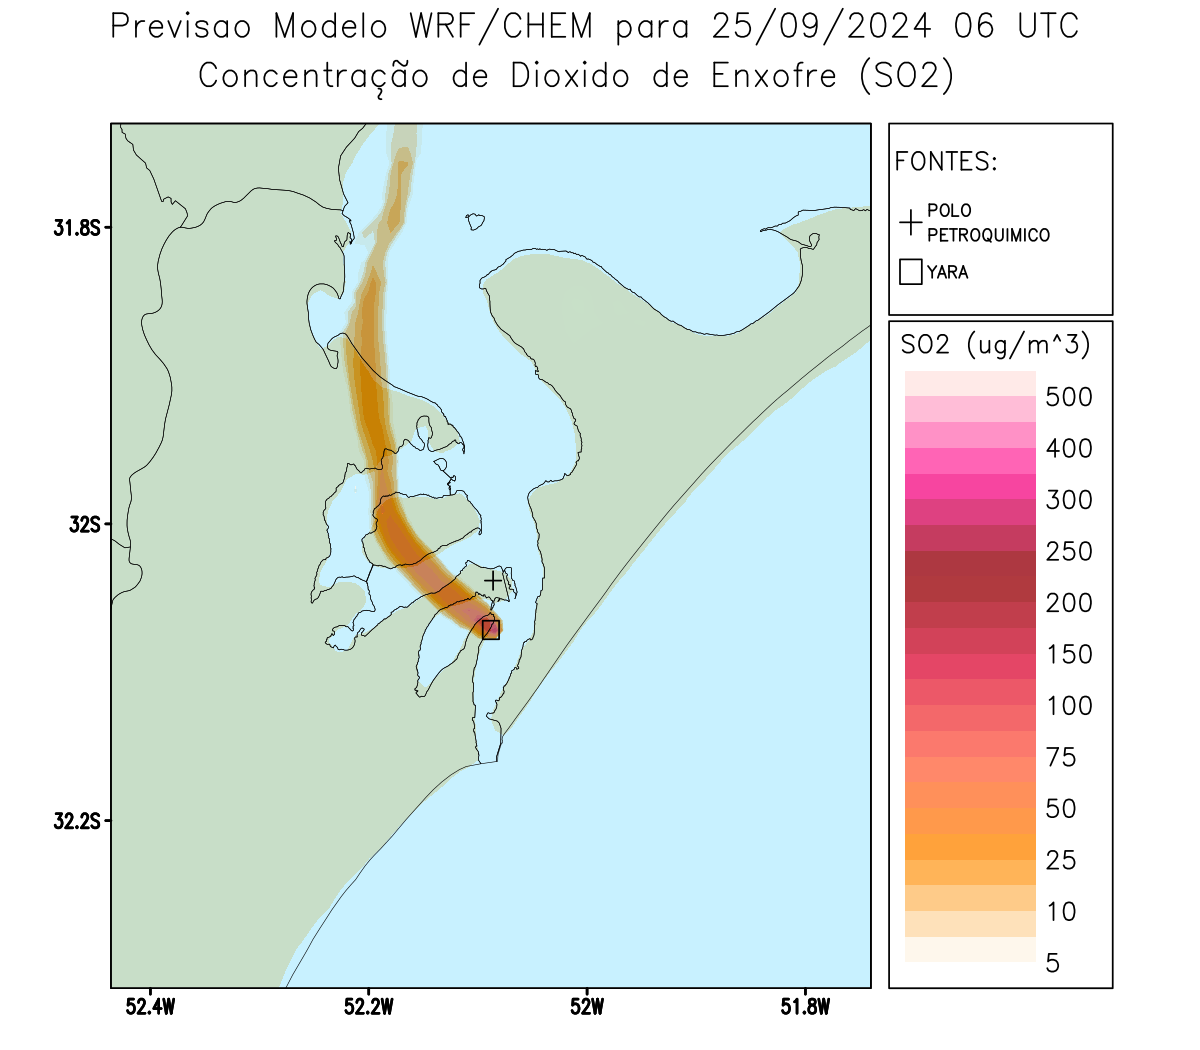 Previsao Modelo WRF/CHEM para 25/09/2024 06 UTC
Concentração de Dioxido de Enxofre (SO2)
FONTES:
POLO
PETROQUIMICO
YARA
SO2 (ug/m^3)
500
400
300
250
200
150
100
75
50
25
10
5
31.8S
32S
32.2S
52.4W
52.2W
52W
51.8W